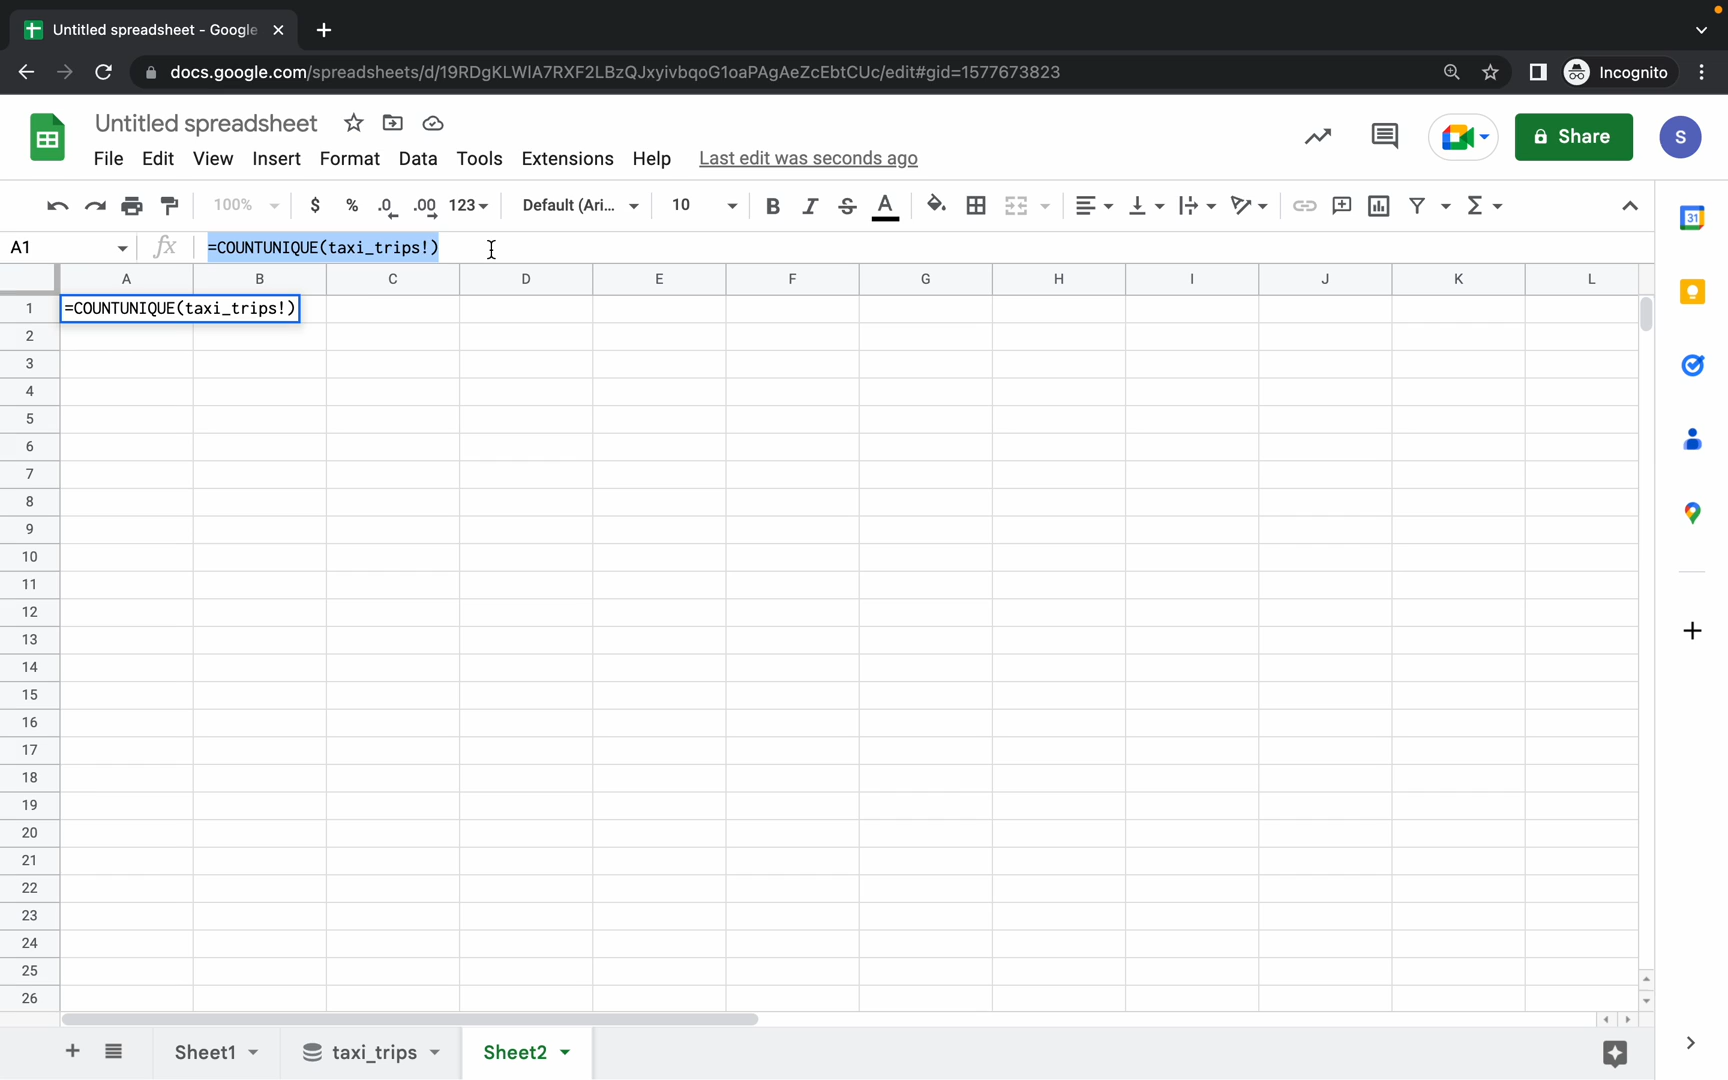 Untitled spreadsheet - Google
docs.google.com/spreadsheets/d/19RDgKLWIA7RXF2LBzQJxyivbqoG1oaPAgAeZcEbtCUc/edit#gid=1577673823
Incognito
Untitled spreadsheet
File Edit View Insert Format Data Tools Extensions Help Last edit was seconds ago
Share
S
100% $ % .0 .00 123 Default (Ari... 10 B I S A
31
A1 fx =COUNTUNIQUE(taxi_trips!)
A B C D E F G H I J K L
1 =COUNTUNIQUE(taxi_trips!)
2
3
4
5
6
7
8
9
10
11
12
13
14
15
16
17
18
19
20
21
22
23
24
25
26
Sheet1 taxi_trips Sheet2